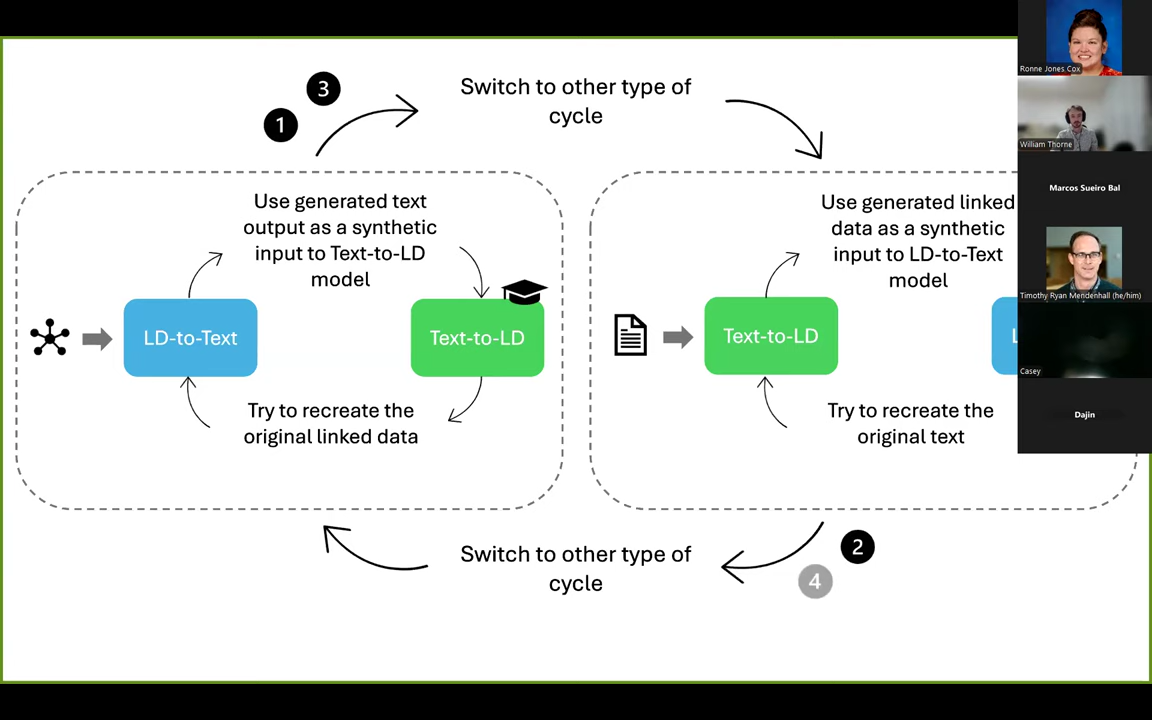 3
1
Switch to other type of
cycle
Use generated text
output as a synthetic
input to Text-to-LD
model
LD-to-Text
Text-to-LD
Try to recreate the
original linked data
Use generated linked
data as a synthetic
input to LD-to-Text
model
Text-to-LD
L
Try to recreate the
original text
Switch to other type of
cycle
2
4
Ronne Jones Cox
William Thorne
Marcos Sueiro Bal
Timothy Ryan Mendenhall (he/him)
Casey
Dajin